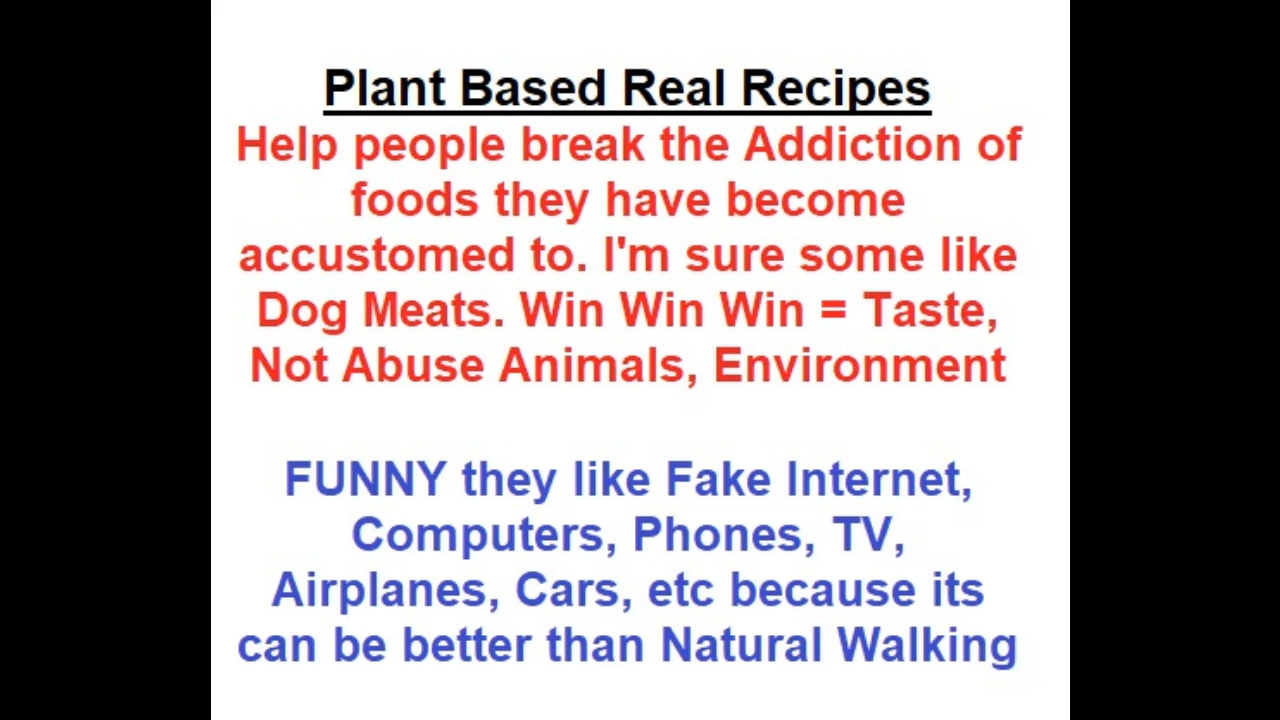 Plant Based Real Recipes
Help people break the Addiction of
foods they have become
accustomed to. I'm sure some like
Dog Meats. Win Win Win = Taste,
Not Abuse Animals, Environment
FUNNY they like Fake Internet,
Computers, Phones, TV,
Airplanes, Cars, etc because its
can be better than Natural Walking